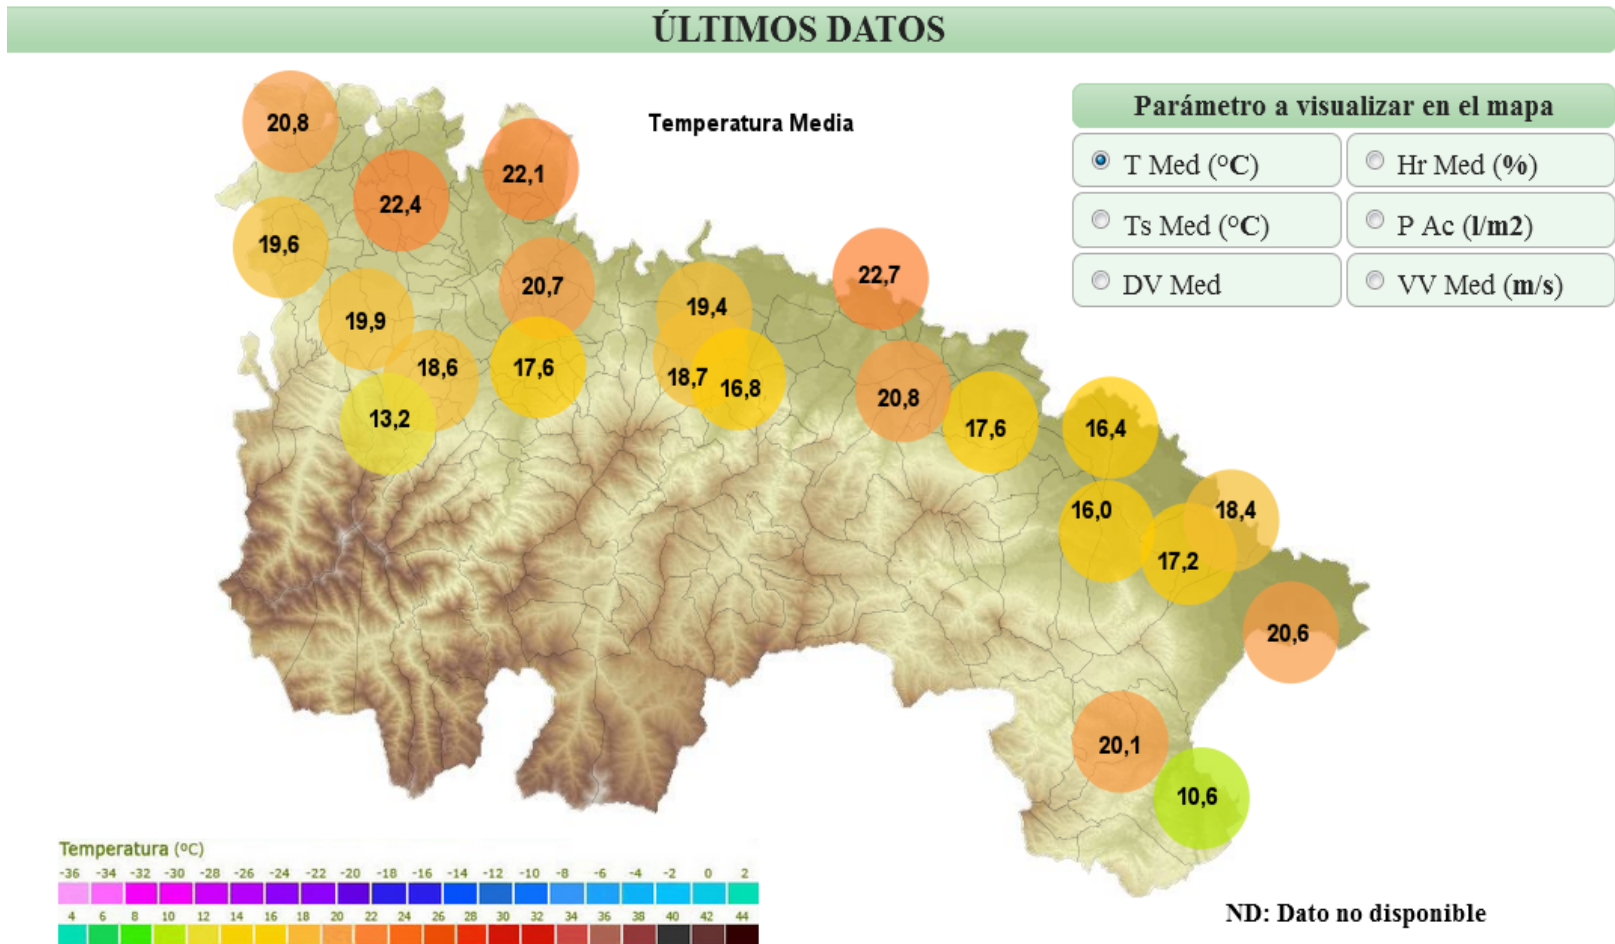 ÚLTIMOS DATOS
Temperatura Media
Parámetro a visualizar en el mapa
T Med (ºC)
Hr Med (%)
Ts Med (ºC)
P Ac (l/m2)
DV Med
VV Med (m/s)
20,8
22,1
22,4
19,6
22,7
20,7
19,4
19,9
18,6
17,6
18,7
16,8
20,8
13,2
17,6
16,4
16,0
18,4
17,2
20,6
20,1
10,6
Temperatura (ºC)
-36 -34 -32 -30 -28 -26 -24 -22 -20 -18 -16 -14 -12 -10 -8 -6 -4 -2 0 2
4 6 8 10 12 14 16 18 20 22 24 26 28 30 32 34 36 38 40 42 44
ND: Dato no disponible